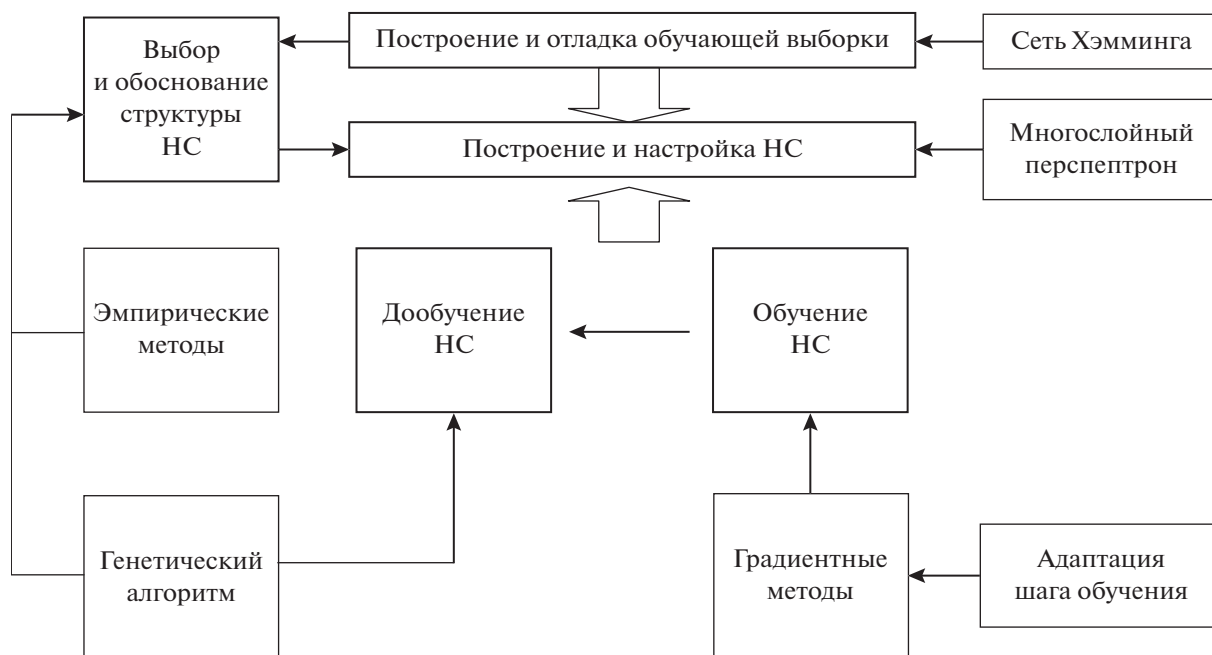 Выбор
и обоснование
структуры
НС
Построение и отладка обучающей выборки
Сеть Хэмминга
Построение и настройка НС
Многослойный
перспептрон
Эмпирические
методы
Дообучение
НС
Обучение
НС
Генетический
алгоритм
Градиентные
методы
Адаптация
шага обучения